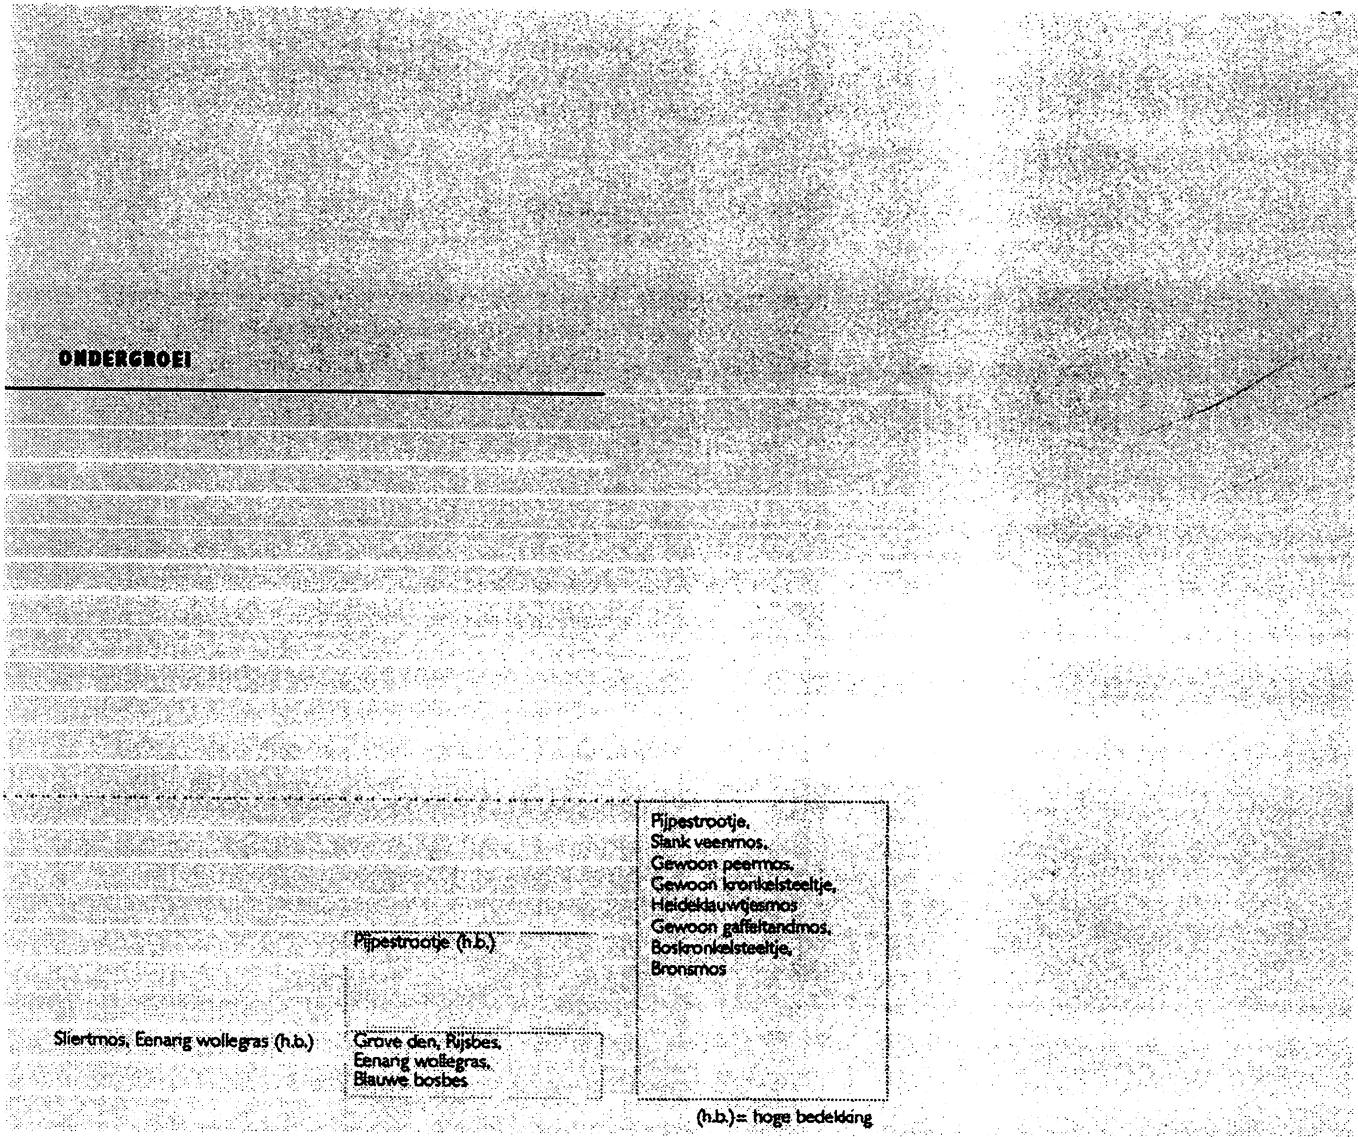 ONDERGROEI
Pijpestrootje,
Slank veenmos,
Gewoon peermos,
Gewoon kronkelsteeltje,
Heideklauwtjesmos
Gewoon gaffeltandmos,
Boskronkelsteeltje,
Bronsmos
Pijpestrootje (h.b.)
Sliertmos, Eenarig wollegras (h.b.)
Grove den, Rijsbes,
Eenarig wollegras,
Blauwe bosbes
(h.b.)= hoge bedekking